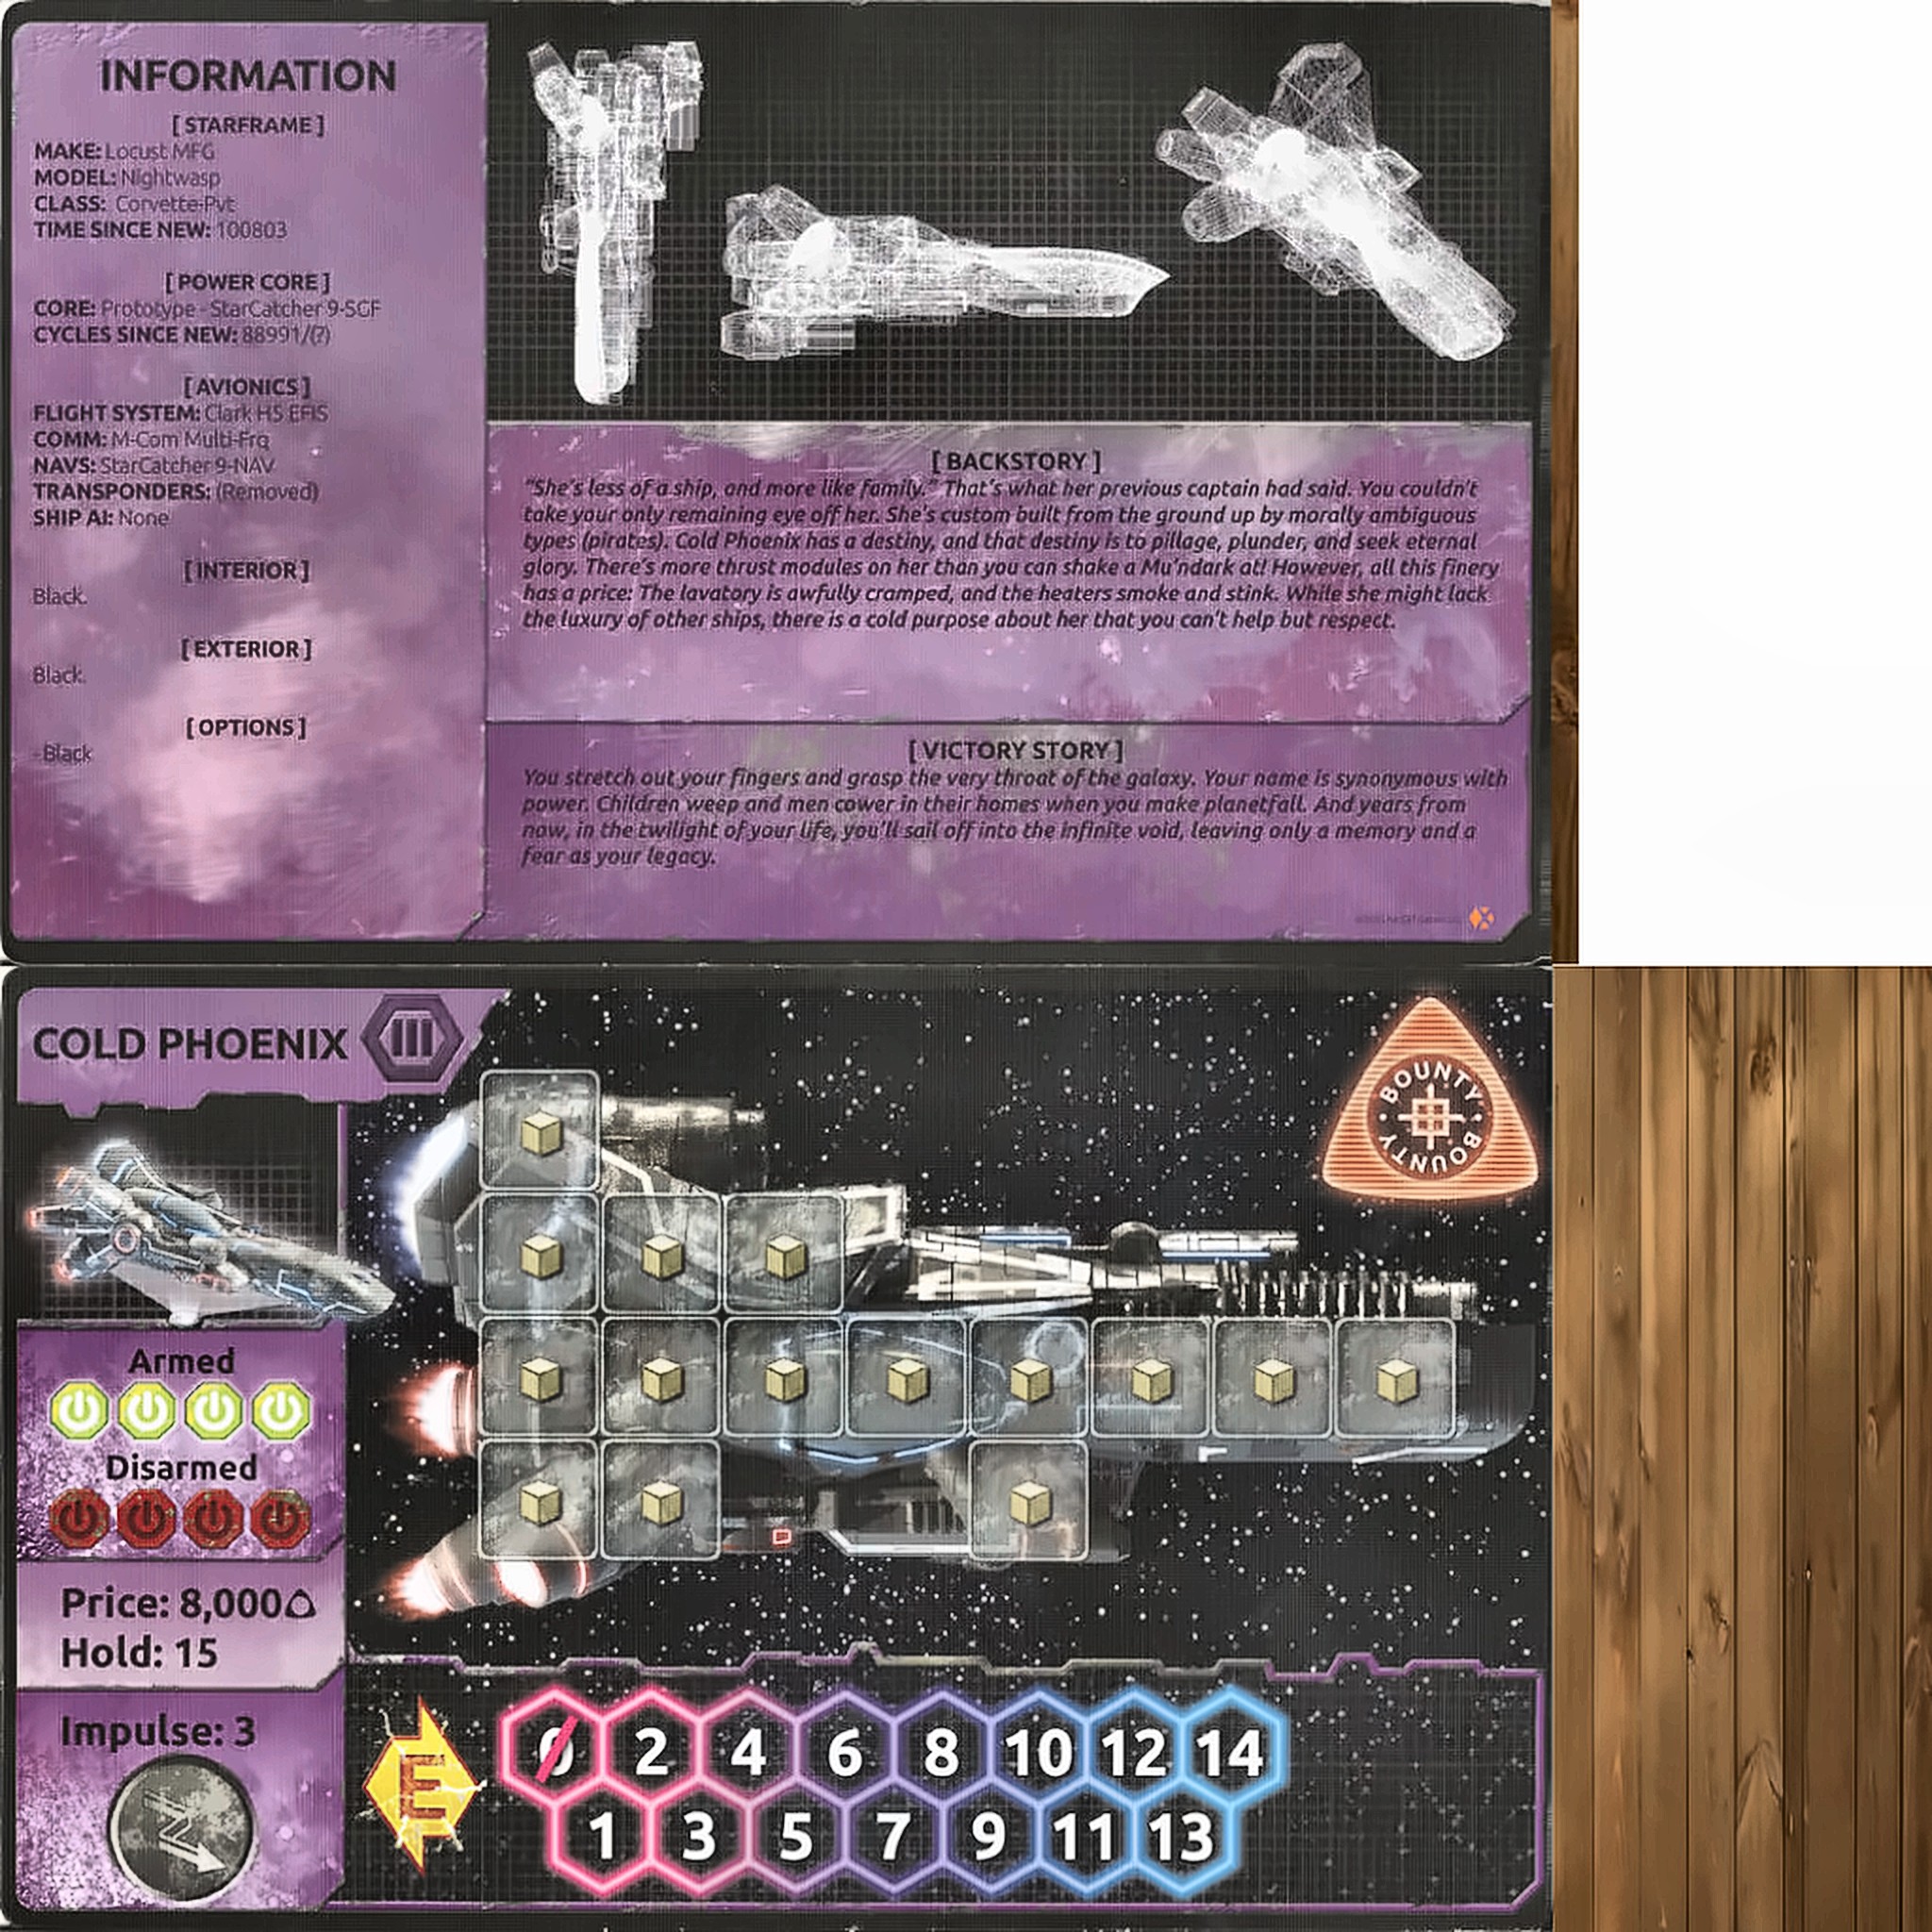 INFORMATION
[ STARFRAME ]
MAKE: Locust MFG
MODEL: Nightwasp
CLASS: Corvette-Pvt
TIME SINCE NEW: 100803
[ POWER CORE ]
CORE: Prototype - StarCatcher 9-SCF
CYCLES SINCE NEW: 88991/(?)
[ AVIONICS ]
FLIGHT SYSTEM: Clark H5 EFIS
COMM: M-Com Multi-Frq
NAVS: StarCatcher 9-NAV
TRANSPONDERS: (Removed)
SHIP AI: None
[ INTERIOR ]
Black.
[ EXTERIOR ]
Black.
[ OPTIONS ]
- Black
[ BACKSTORY ]
"She's less of a ship, and more like family." That's what her previous captain had said. You couldn't
take your only remaining eye off her. She's custom built from the ground up by morally ambiguous
types (pirates). Cold Phoenix has a destiny, and that destiny is to pillage, plunder, and seek eternal
glory. There's more thrust modules on her than you can shake a Mu'ndark at! However, all this finery
has a price: The lavatory is awfully cramped, and the heaters smoke and stink. While she might lack
the luxury of other ships, there is a cold purpose about her that you can't help but respect.
[ VICTORY STORY ]
You stretch out your fingers and grasp the very throat of the galaxy. Your name is synonymous with
power. Children weep and men cower in their homes when you make planetfall. And years from
now, in the twilight of your life, you'll sail off into the infinite void, leaving only a memory and a
fear as your legacy.
COLD PHOENIX III
BOUNTY
BOUNTY
Armed
Disarmed
Price: 8,000
Hold: 15
Impulse: 3
E
0 2 4 6 8 10 12 14
1 3 5 7 9 11 13